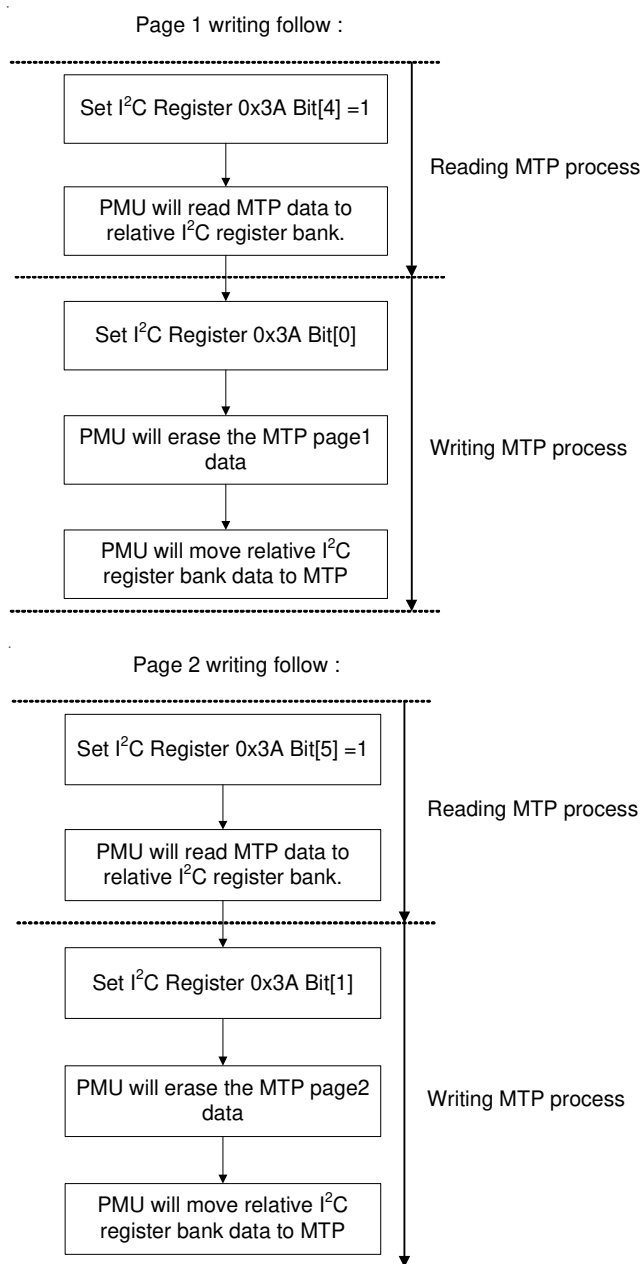 Page 1 writing follow :
Set I²C Register 0x3A Bit[4] =1
Reading MTP process
PMU will read MTP data to
relative I²C register bank.
Set I²C Register 0x3A Bit[0]
PMU will erase the MTP page1
data
Writing MTP process
PMU will move relative I²C
register bank data to MTP
Page 2 writing follow :
Set I²C Register 0x3A Bit[5] =1
Reading MTP process
PMU will read MTP data to
relative I²C register bank.
Set I²C Register 0x3A Bit[1]
PMU will erase the MTP page2
data
Writing MTP process
PMU will move relative I²C
register bank data to MTP